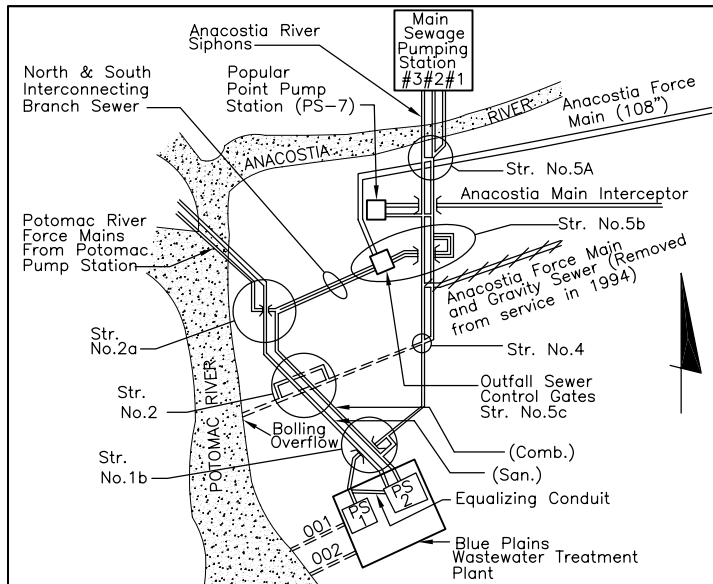 Main
Sewage
Pumping
Station
#3#2#1
Anacostia River
Siphons
North & South
Interconnecting
Branch Sewer
Popular
Point Pump
Station (PS-7)
Anacostia Force
Main (108")
ANACOSTIA
RIVER
Str. No.5A
Anacostia Main Interceptor
Str. No.5b
Potomac River
Force Mains
From Potomac
Pump Station
Anacostia Force Main
and Gravity Sewer (Removed
from service in 1994)
Str.
No.2a
Str. No.4
Str.
No.2
Outfall Sewer
Control Gates
Str. No.5c
POTOMAC RIVER
Bolling
Overflow
(Comb.)
(San.)
Str.
No.1b
Equalizing Conduit
PS
1
PS
2
001
002
Blue Plains
Wastewater Treatment
Plant